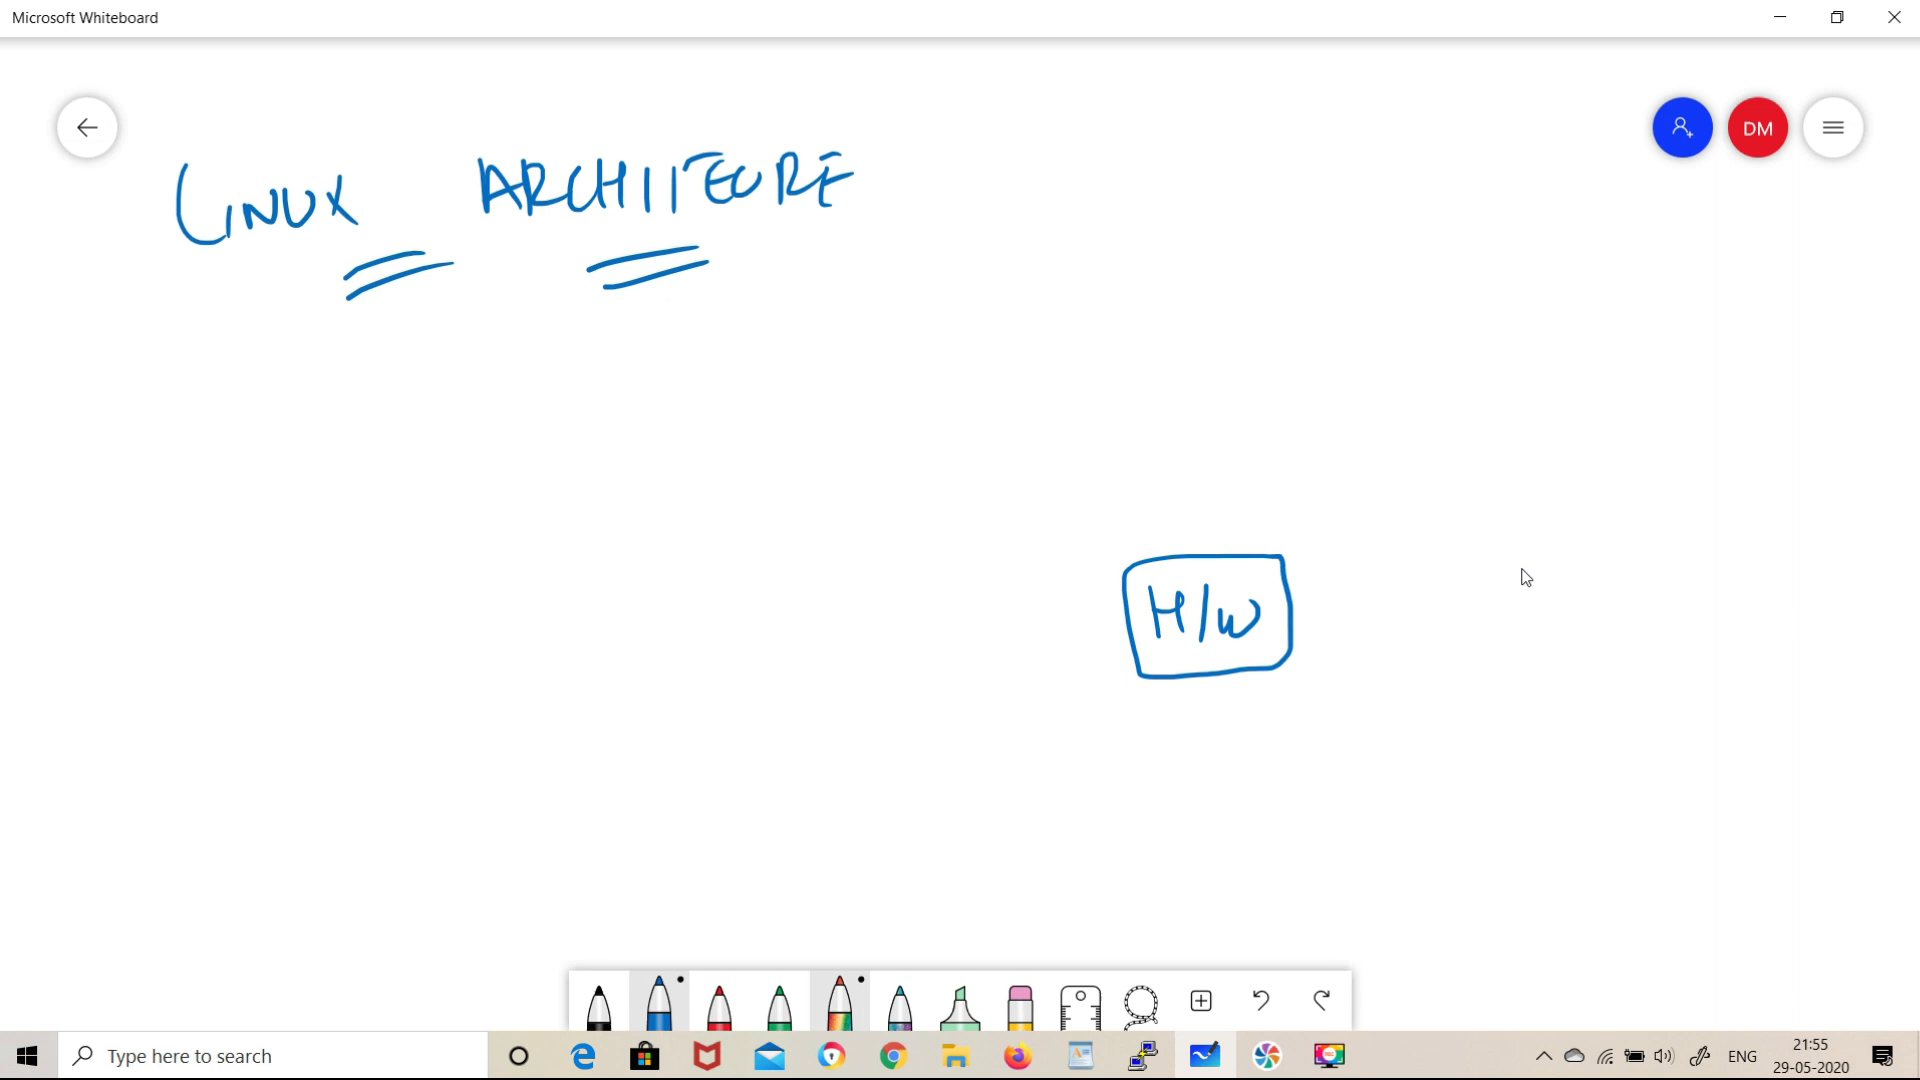 Microsoft Whiteboard
DM
LINUX ARCHITECURE
H/W
Type here to search
ENG
21:55
29-05-2020